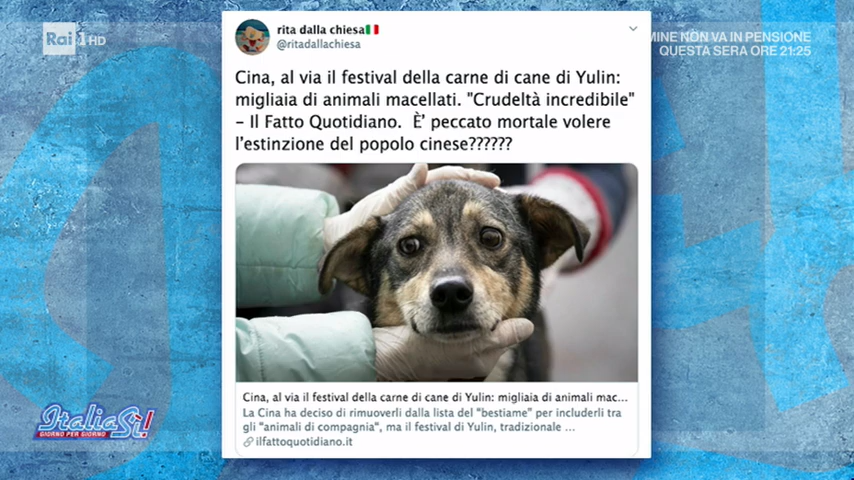 Rai 1 HD
MINE NON VA IN PENSIONE
QUESTA SERA ORE 21:25
rita dalla chiesa🇮🇹
@ritadallachiesa
Cina, al via il festival della carne di cane di Yulin:
migliaia di animali macellati. "Crudeltà incredibile"
– Il Fatto Quotidiano. È’ peccato mortale volere
l’estinzione del popolo cinese??????
Cina, al via il festival della carne di cane di Yulin: migliaia di animali mac...
La Cina ha deciso di rimuoverli dalla lista del “bestiame“ per includerli tra
gli “animali di compagnia“, ma il festival di Yulin, tradizionale ...
ilfattoquotidiano.it
ItaliaSì!
GIORNO PER GIORNO